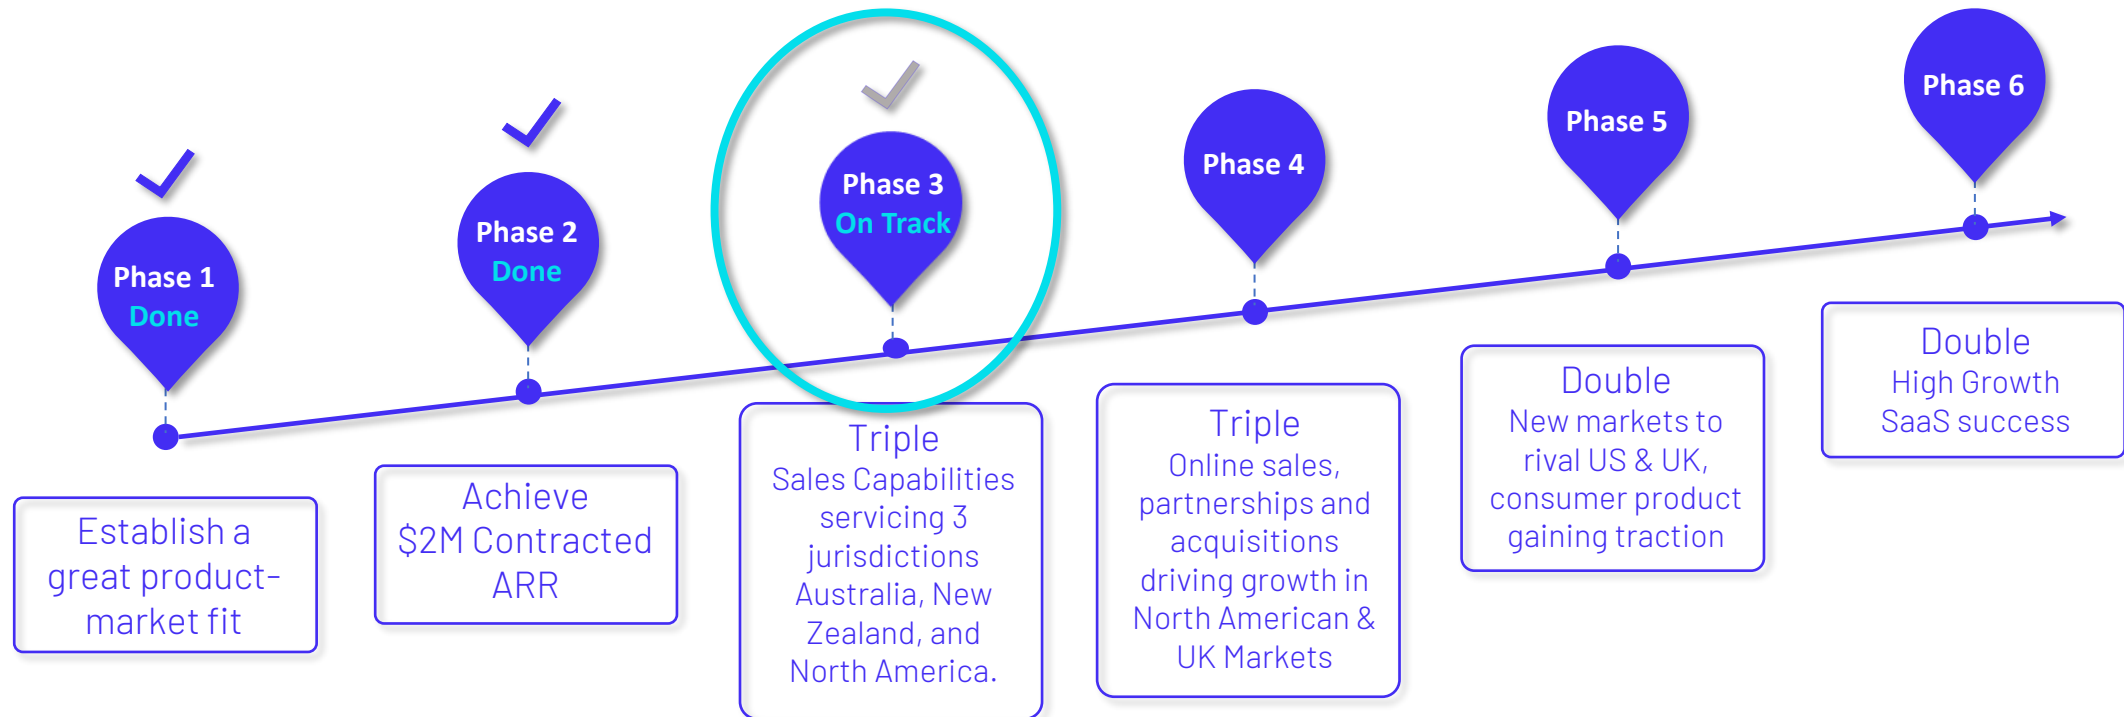 Phase 1
Done
Establish a
great product-
market fit
Phase 2
Done
Achieve
$2M Contracted
ARR
Phase 3
On Track
Triple
Sales Capabilities
servicing 3
jurisdictions
Australia, New
Zealand, and
North America.
Phase 4
Triple
Online sales,
partnerships and
acquisitions
driving growth in
North American &
UK Markets
Phase 5
Double
New markets to
rival US & UK,
consumer product
gaining traction
Phase 6
Double
High Growth
SaaS success